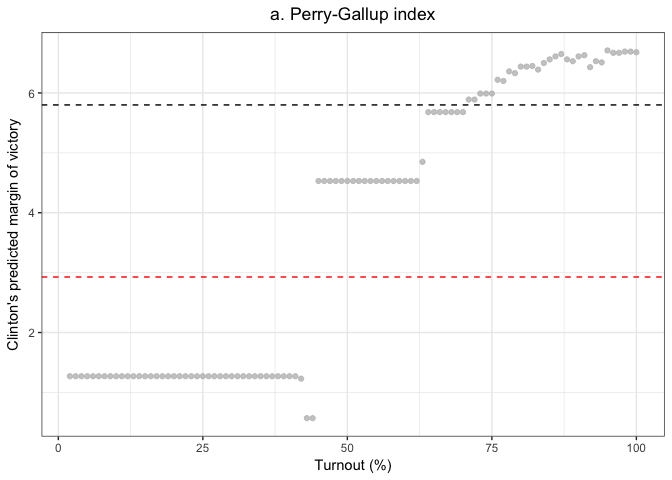 a. Perry-Gallup index
Clinton's predicted margin of victory
6
4
2
0 25 50 75 100
Turnout (%)